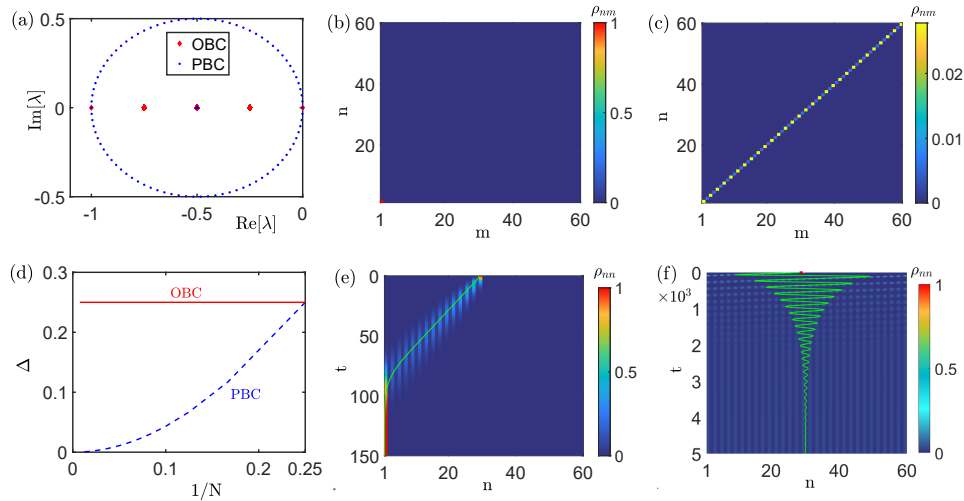 (a)
0.5
0
-0.5
Im[λ]
-1
-0.5
0
Re[λ]
OBC
PBC
(b)
ρnm
60
40
20
n
1
20
40
60
m
1
0.5
0
(c)
ρnm
60
40
20
n
1
20
40
60
m
0.02
0.01
0
(d)
0.3
0.2
0.1
0
Δ
OBC
PBC
0
0.1
0.2
0.25
1/N
(e)
ρnn
0
50
100
150
t
1
20
40
60
n
1
0.5
0
(f)
ρnn
0
×10³
1
2
3
4
5
t
1
20
40
60
n
1
0.5
0